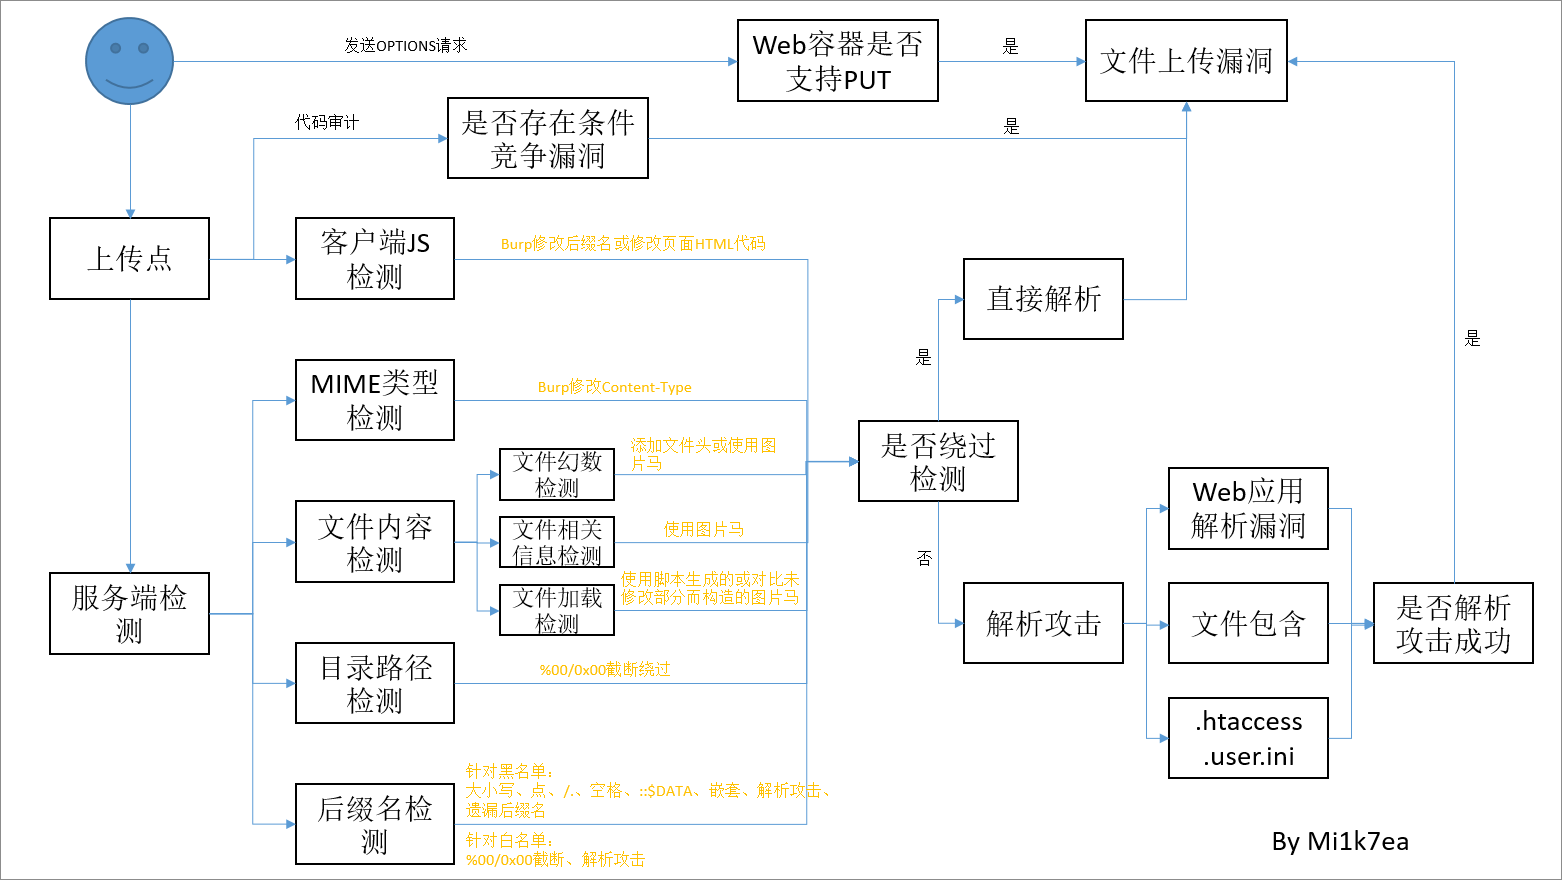 发送OPTIONS请求
Web容器是否
支持PUT
是
文件上传漏洞
代码审计
是否存在条件
竞争漏洞
是
上传点
客户端JS
检测
Burp修改后缀名或修改页面HTML代码
直接解析
是
是
MIME类型
检测
Burp修改Content-Type
是否绕过
检测
文件内容
检测
文件幻数
检测
添加文件头或使用图
片马
文件相关
信息检测
使用图片马
文件加载
检测
使用脚本生成的或对比未
修改部分而构造的图片马
否
Web应用
解析漏洞
服务端检
测
解析攻击
文件包含
是否解析
攻击成功
目录路径
检测
%00/0x00截断绕过
.htaccess
.user.ini
后缀名检
测
针对黑名单：
大小写、点、/.、空格、::$DATA、嵌套、解析攻击、
遗漏后缀名
针对白名单：
%00/0x00截断、解析攻击
By Mi1k7ea